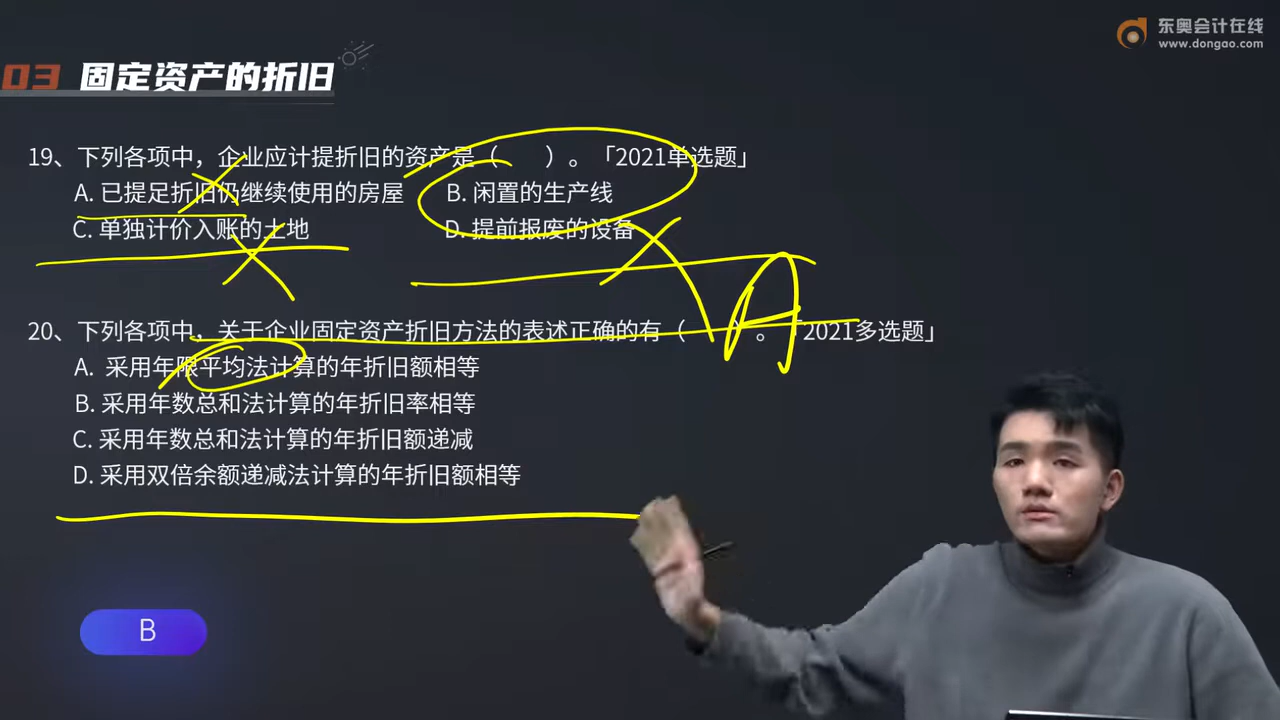 东奥会计在线
www.dongao.com
03 固定资产的折旧
19、下列各项中，企业应计提折旧的资产是（ ）。「2021单选题」
A. 已提足折旧仍继续使用的房屋 B. 闲置的生产线
C. 单独计价入账的土地 D. 提前报废的设备
A
20、下列各项中，关于企业固定资产折旧方法的表述正确的有（ ）。「2021多选题」
A. 采用年限平均法计算的年折旧额相等
B. 采用年数总和法计算的年折旧率相等
C. 采用年数总和法计算的年折旧额递减
D. 采用双倍余额递减法计算的年折旧额相等
B